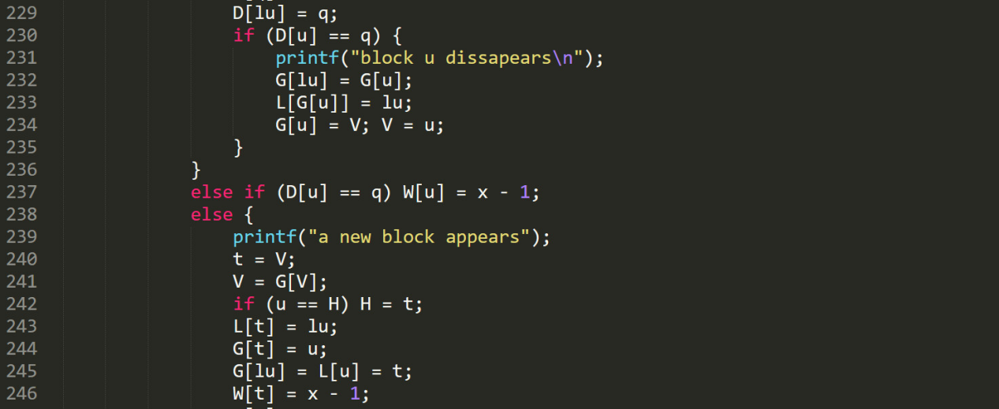 229 D[lu] = q;
230 if (D[u] == q) {
231 printf("block u dissapears\n");
232 G[lu] = G[u];
233 L[G[u]] = lu;
234 G[u] = V; V = u;
235 }
236 }
237 else if (D[u] == q) W[u] = x - 1;
238 else {
239 printf("a new block appears");
240 t = V;
241 V = G[V];
242 if (u == H) H = t;
243 L[t] = lu;
244 G[t] = u;
245 G[lu] = L[u] = t;
246 W[t] = x - 1;